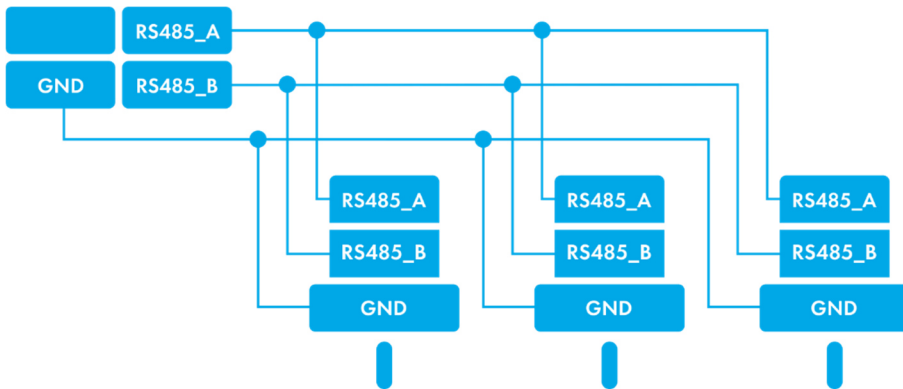 RS485_A
GND RS485_B
RS485_A RS485_A RS485_A
RS485_B RS485_B RS485_B
GND GND GND